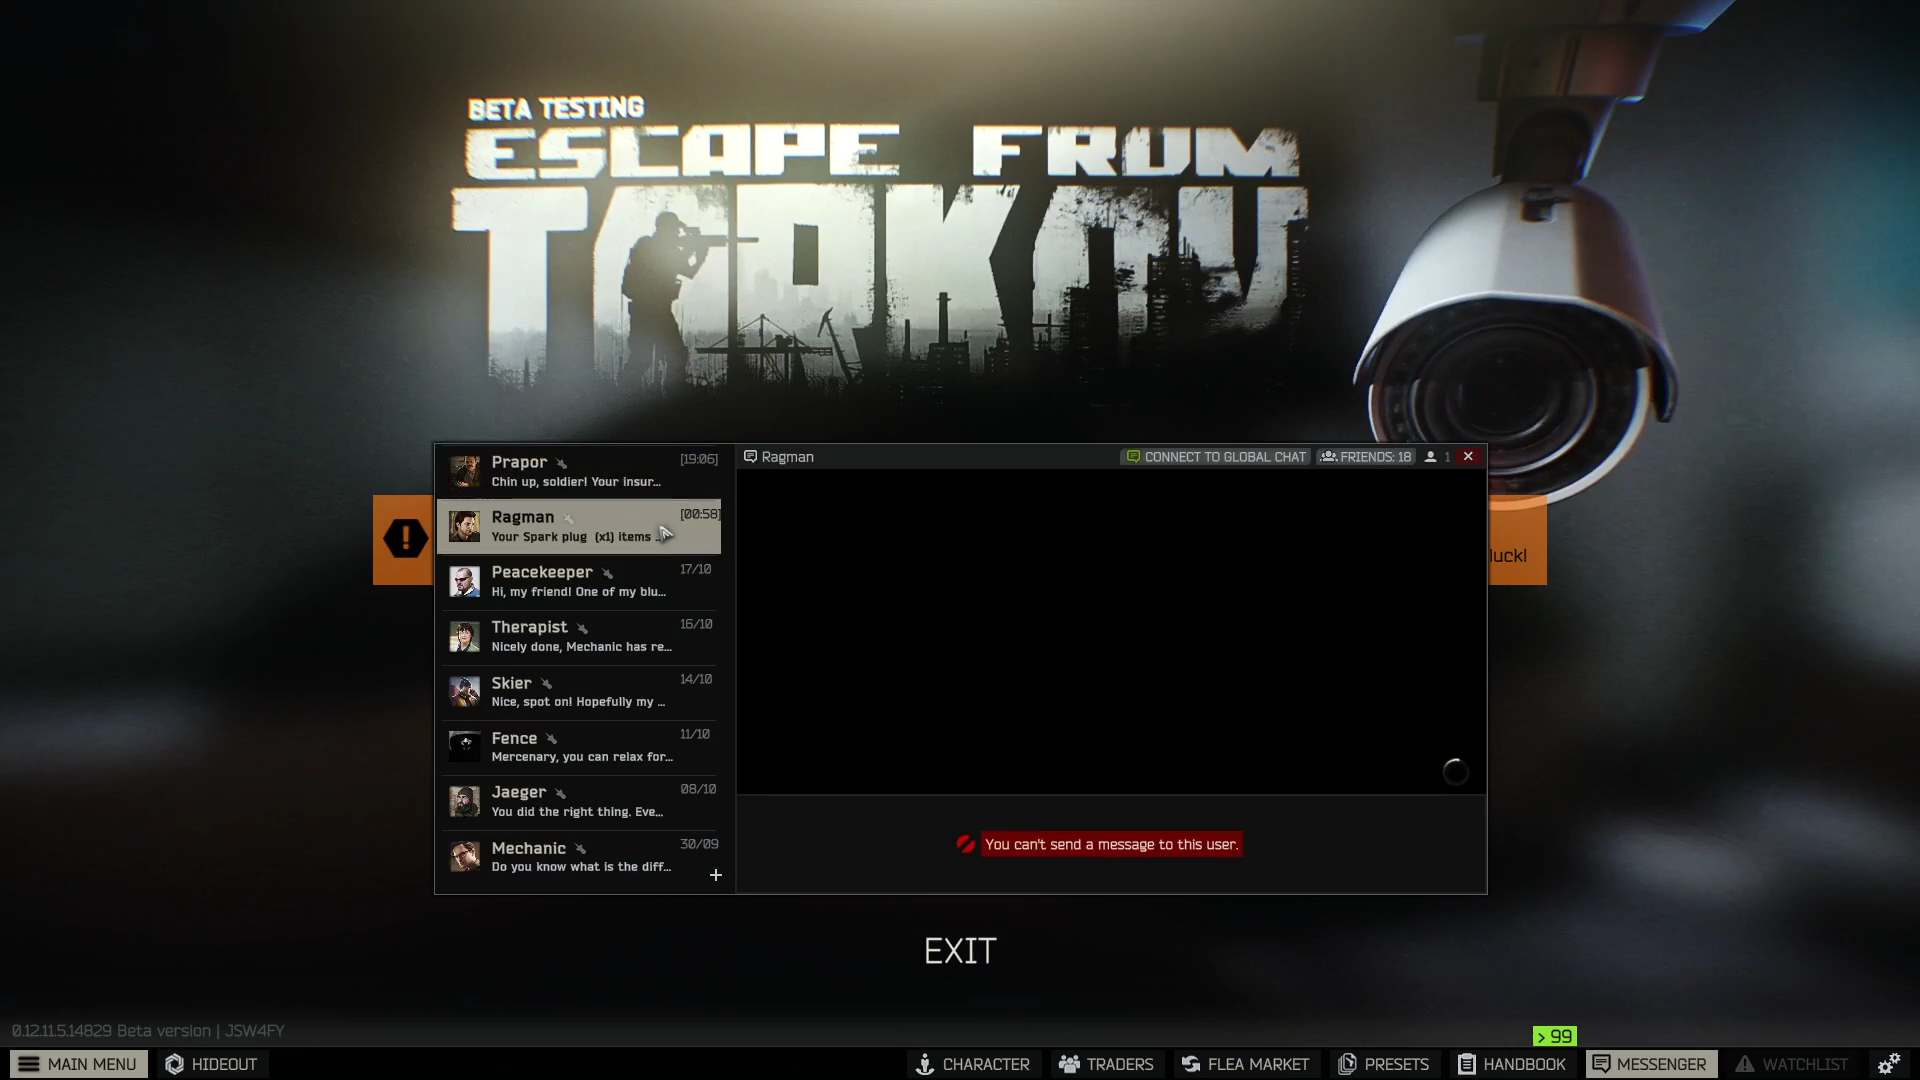 BETA TESTING
ESCAPE FROM
TARKOV
Prapor [19:06]
Chin up, soldier! Your insur...
Ragman [00:58]
Your Spark plug (x1) items ...
Peacekeeper 17/10
Hi, my friend! One of my blu...
Therapist 16/10
Nicely done, Mechanic has re...
Skier 14/10
Nice, spot on! Hopefully my ...
Fence 11/10
Mercenary, you can relax for...
Jaeger 08/10
You did the right thing. Eve...
Mechanic 30/09
Do you know what is the diff...
+
Ragman CONNECT TO GLOBAL CHAT FRIENDS: 18 1
You can't send a message to this user.
luck!
EXIT
0.12.11.5.14829 Beta version | JSW4FY
> 99
MAIN MENU HIDEOUT CHARACTER TRADERS FLEA MARKET PRESETS HANDBOOK MESSENGER WATCHLIST